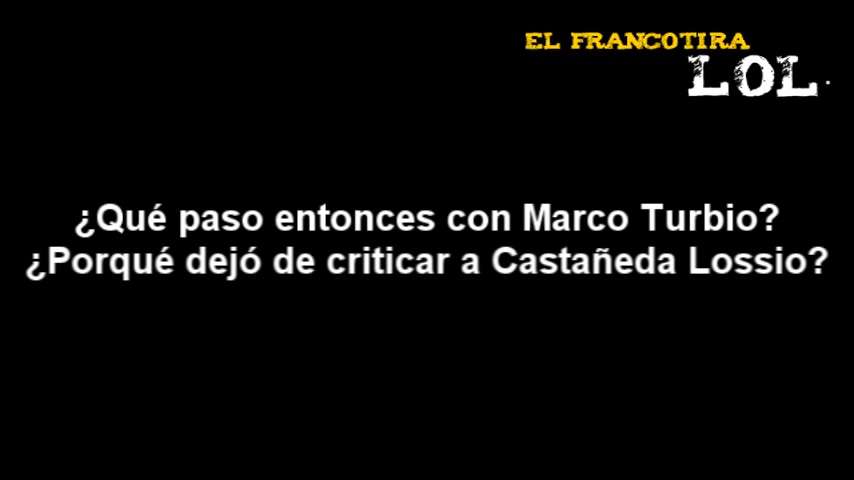 EL FRANCOTIRA
LOL.
¿Qué paso entonces con Marco Turbio?
¿Porqué dejó de criticar a Castañeda Lossio?